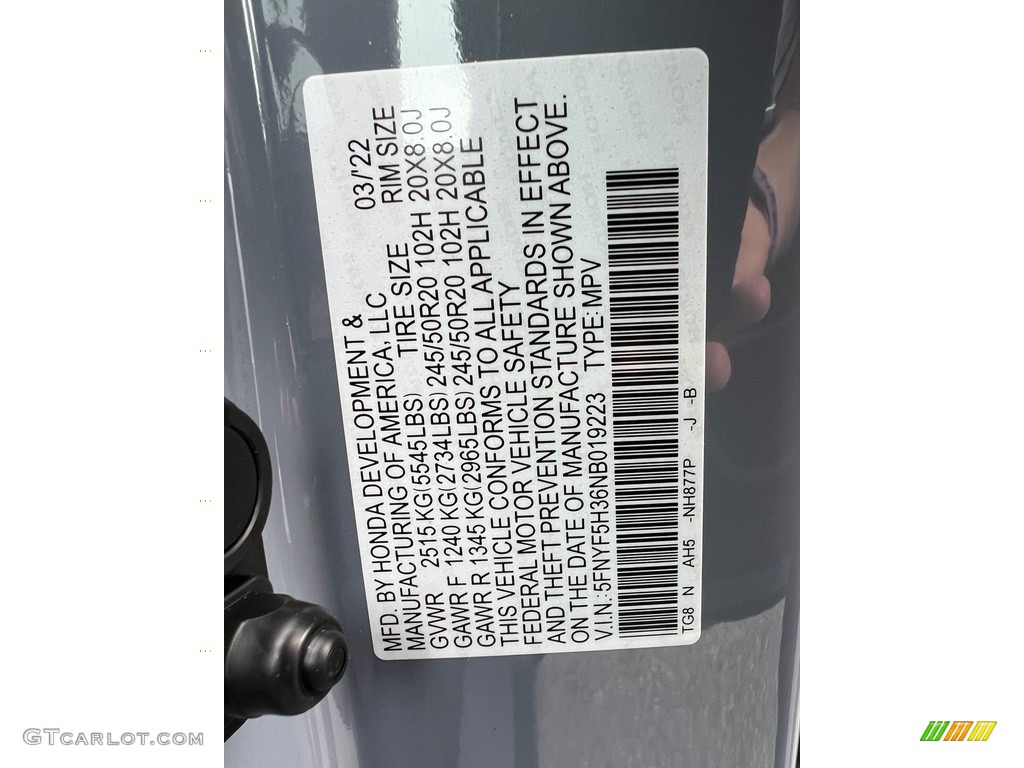 MFD. BY HONDA DEVELOPMENT &
MANUFACTURING OF AMERICA, LLC 03/'22
GVWR 2515 KG(5545LBS) TIRE SIZE RIM SIZE
GAWR F 1240 KG(2734LBS) 245/50R20 102H 20X8.0J
GAWR R 1345 KG(2965LBS) 245/50R20 102H 20X8.0J
THIS VEHICLE CONFORMS TO ALL APPLICABLE
FEDERAL MOTOR VEHICLE SAFETY
AND THEFT PREVENTION STANDARDS IN EFFECT
ON THE DATE OF MANUFACTURE SHOWN ABOVE.
V.I.N.:5FNYF5H36NB019223 TYPE:MPV
TG8 N AH5 -NH877P -J -B
GTCARLOT.COM